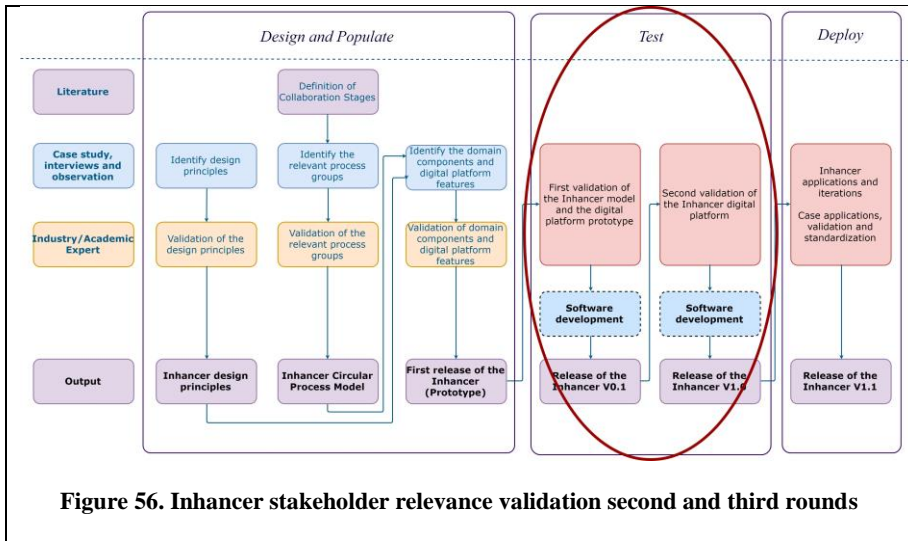 Design and Populate
Test
Deploy
Literature
Definition of
Collaboration Stages
Case study,
interviews and
observation
Identify design
principles
Identify the
relevant process
groups
Identify the domain
components and
digital platform
features
First validation of
the Inhancer model
and the digital
platform prototype
Second validation of
the Inhancer digital
platform
Inhancer
applications and
iterations
Case applications,
validation and
standardization
Industry/Academic
Expert
Validation of the
design principles
Validation of the
relevant process
groups
Validation of domain
components and
digital platform
features
Software
development
Software
development
Output
Inhancer design
principles
Inhancer Circular
Process Model
First release of the
Inhancer
(Prototype)
Release of the
Inhancer V0.1
Release of the
Inhancer V1.0
Release of the
Inhancer V1.1
Figure 56. Inhancer stakeholder relevance validation second and third rounds